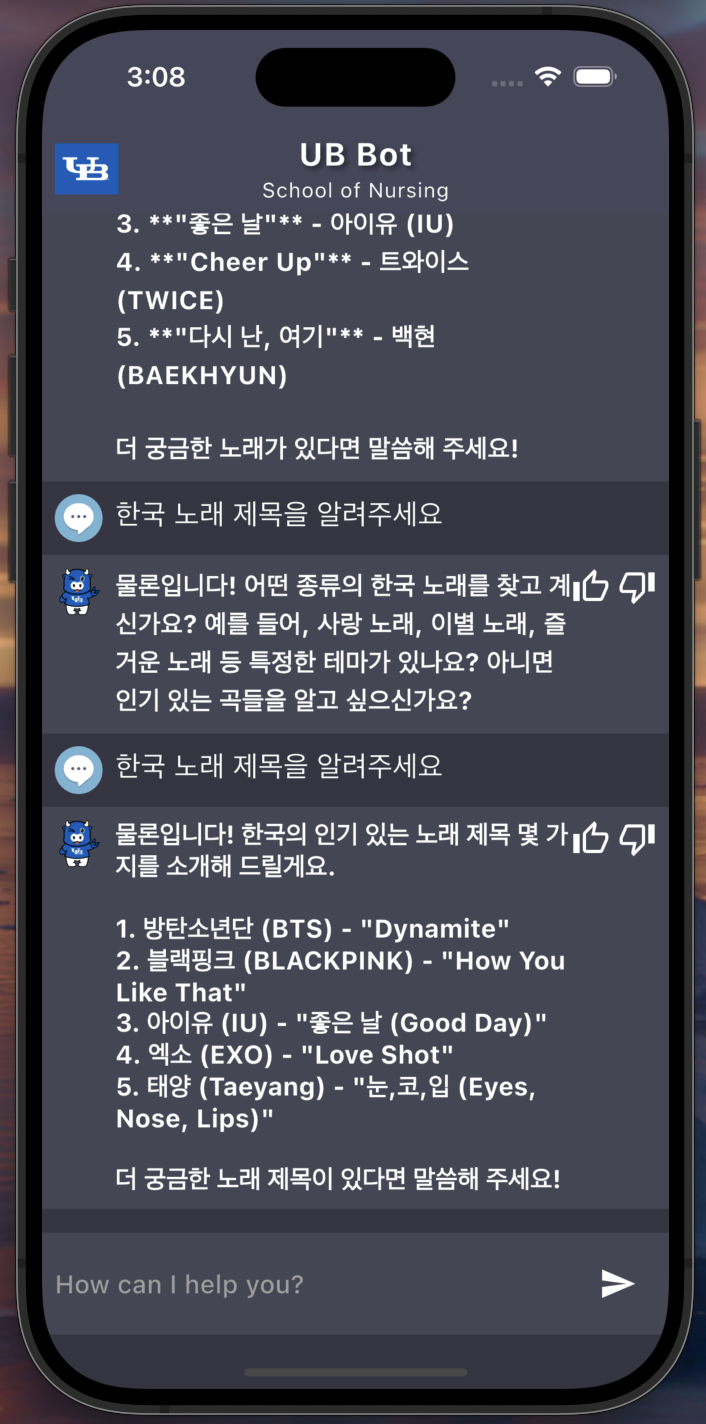 3:08
UB
UB Bot
School of Nursing
3. **"좋은 날"** - 아이유 (IU)
4. **"Cheer Up"** - 트와이스
(TWICE)
5. **"다시 난, 여기"** - 백현
(BAEKHYUN)
더 궁금한 노래가 있다면 말씀해 주세요!
한국 노래 제목을 알려주세요
물론입니다! 어떤 종류의 한국 노래를 찾고 계
신가요? 예를 들어, 사랑 노래, 이별 노래, 즐
거운 노래 등 특정한 테마가 있나요? 아니면
인기 있는 곡들을 알고 싶으신가요?
한국 노래 제목을 알려주세요
물론입니다! 한국의 인기 있는 노래 제목 몇 가
지를 소개해 드릴게요.
1. 방탄소년단 (BTS) - "Dynamite"
2. 블랙핑크 (BLACKPINK) - "How You
Like That"
3. 아이유 (IU) - "좋은 날 (Good Day)"
4. 엑소 (EXO) - "Love Shot"
5. 태양 (Taeyang) - "눈,코,입 (Eyes,
Nose, Lips)"
더 궁금한 노래 제목이 있다면 말씀해 주세요!
How can I help you?